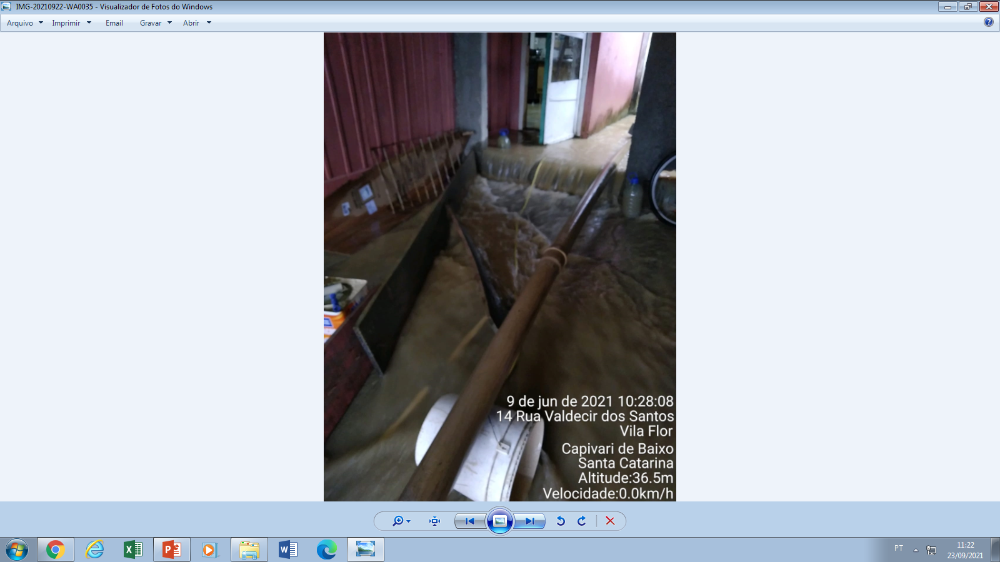 IMG-20210922-WA0035 - Visualizador de Fotos do Windows
Arquivo Imprimir Email Gravar Abrir
9 de jun de 2021 10:28:08
14 Rua Valdecir dos Santos
Vila Flor
Capivari de Baixo
Santa Catarina
Altitude:36.5m
Velocidade:0.0km/h
PT
11:22
23/09/2021